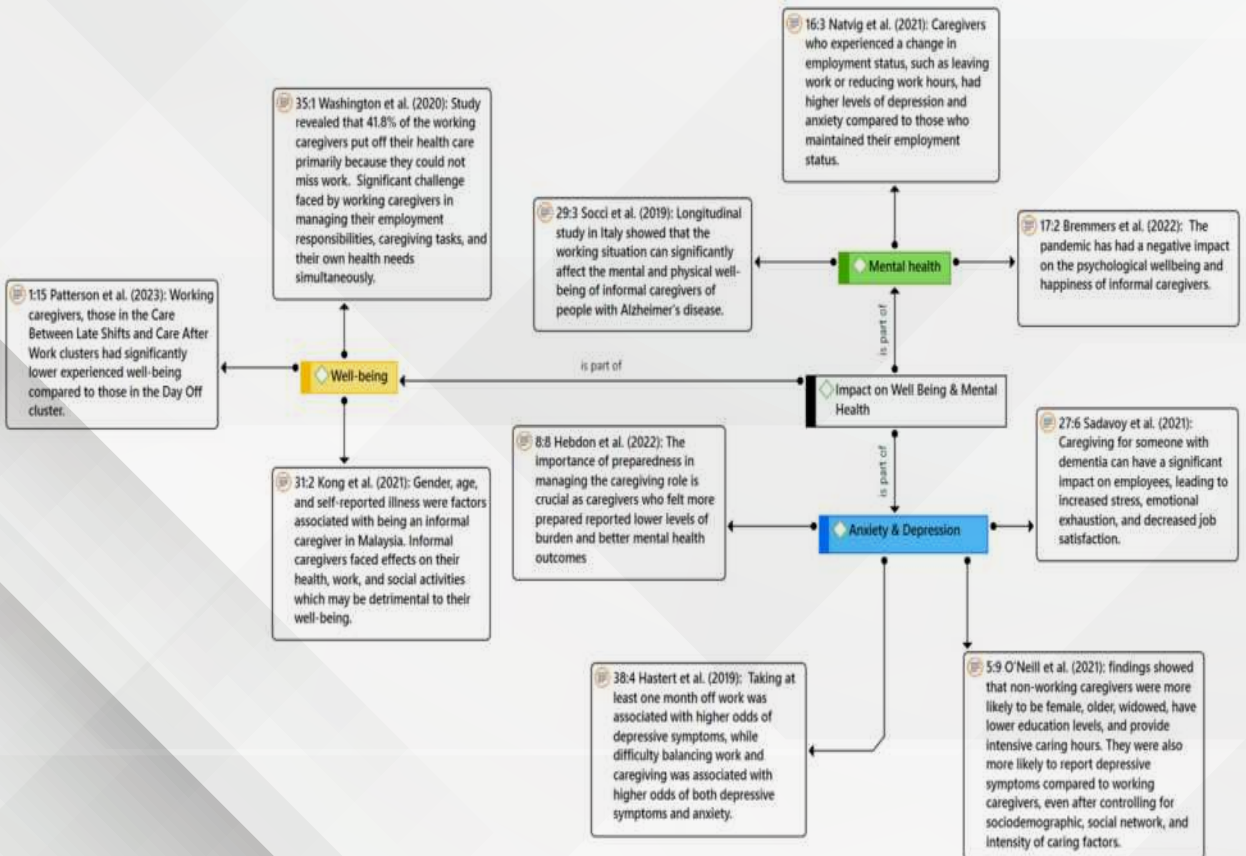 16:3 Natvig et al. (2021): Caregivers
who experienced a change in
employment status, such as leaving
work or reducing work hours, had
higher levels of depression and
anxiety compared to those who
maintained their employment
status.
35:1 Washington et al. (2020): Study
revealed that 41.8% of the working
caregivers put off their health care
primarily because they could not
miss work. Significant challenge
faced by working caregivers in
managing their employment
responsibilities, caregiving tasks, and
their own health needs
simultaneously.
29:3 Socci et al. (2019): Longitudinal
study in Italy showed that the
working situation can significantly
affect the mental and physical well-
being of informal caregivers of
people with Alzheimer's disease.
Mental health
17:2 Bremmers et al. (2022): The
pandemic has had a negative impact
on the psychological wellbeing and
happiness of informal caregivers.
1:15 Patterson et al. (2023): Working
caregivers, those in the Care
Between Late Shifts and Care After
Work clusters had significantly
lower experienced well-being
compared to those in the Day Off
cluster.
Well-being
is part of
is part of
Impact on Well Being & Mental
Health
is part of
31:2 Kong et al. (2021): Gender, age,
and self-reported illness were factors
associated with being an informal
caregiver in Malaysia. Informal
caregivers faced effects on their
health, work, and social activities
which may be detrimental to their
well-being.
8:8 Hebdon et al. (2022): The
importance of preparedness in
managing the caregiving role is
crucial as caregivers who felt more
prepared reported lower levels of
burden and better mental health
outcomes
Anxiety & Depression
27:6 Sadavoy et al. (2021):
Caregiving for someone with
dementia can have a significant
impact on employees, leading to
increased stress, emotional
exhaustion, and decreased job
satisfaction.
38:4 Hastert et al. (2019): Taking at
least one month off work was
associated with higher odds of
depressive symptoms, while
difficulty balancing work and
caregiving was associated with
higher odds of both depressive
symptoms and anxiety.
5:9 O'Neill et al. (2021): findings showed
that non-working caregivers were more
likely to be female, older, widowed, have
lower education levels, and provide
intensive caring hours. They were also
more likely to report depressive
symptoms compared to working
caregivers, even after controlling for
sociodemographic, social network, and
intensity of caring factors.